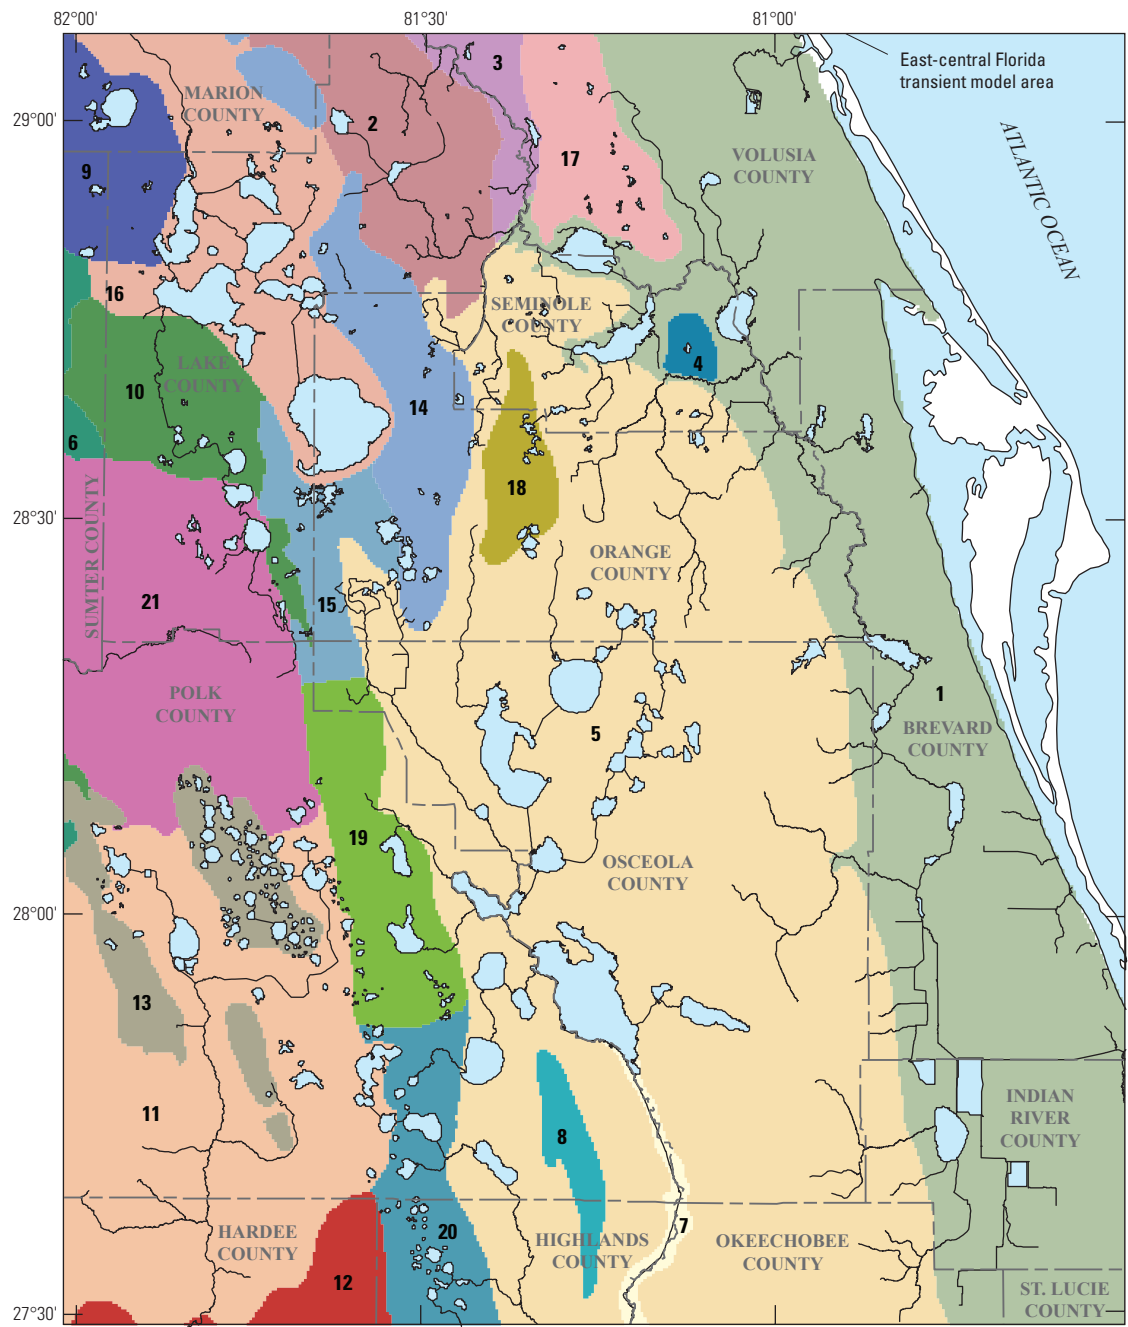 82°00'
81°30'
81°00'
East-central Florida
transient model area
3
MARION
COUNTY
29°00'
2
ATLANTIC OCEAN
VOLUSIA
COUNTY
17
9
16
SEMINOLE
COUNTY
LAKE
COUNTY
4
10
14
6
18
SUMTER COUNTY
28°30'
ORANGE
COUNTY
21
15
POLK
COUNTY
1
BREVARD
COUNTY
5
19
OSCEOLA
COUNTY
28°00'
13
11
INDIAN
RIVER
COUNTY
8
7
HARDEE
COUNTY
20
HIGHLANDS
COUNTY
OKEECHOBEE
COUNTY
12
ST. LUCIE
COUNTY
27°30'